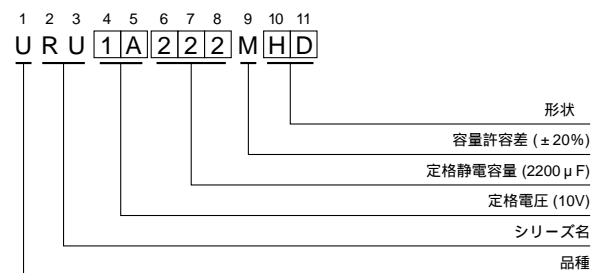 1 2 3 4 5 6 7 8 9 10 11
U R U 1 A 2 2 2 M H D
形状
容量許容差 (±20%)
定格静電容量 (2200μF)
定格電圧 (10V)
シリーズ名
品種